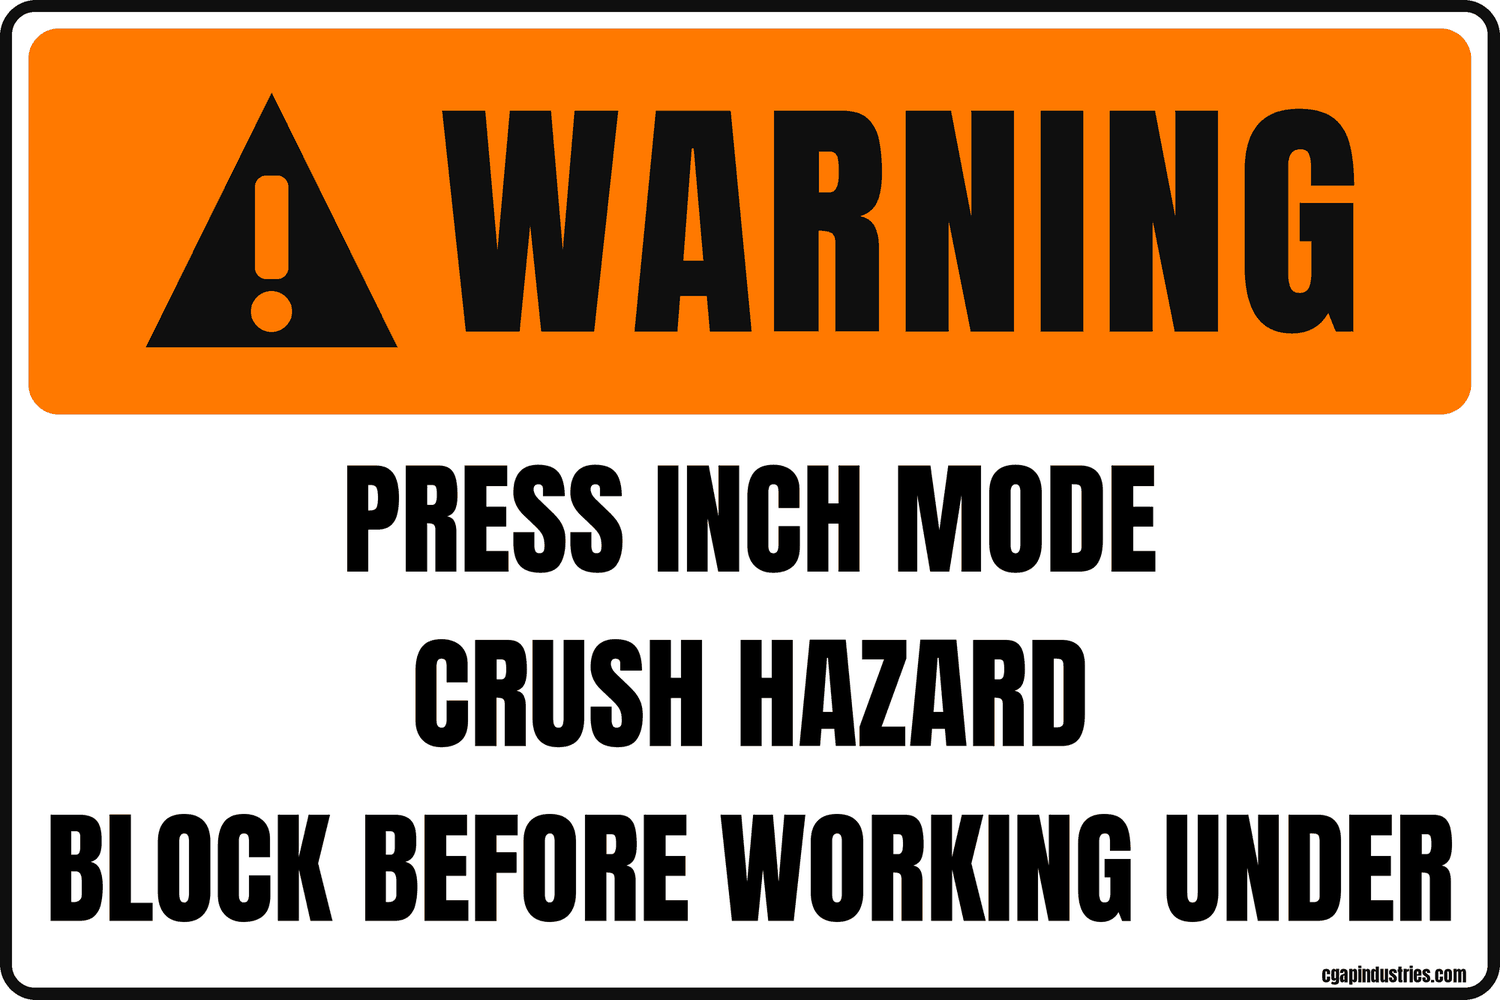 WARNING
PRESS INCH MODE
CRUSH HAZARD
BLOCK BEFORE WORKING UNDER
cgapindustries.com